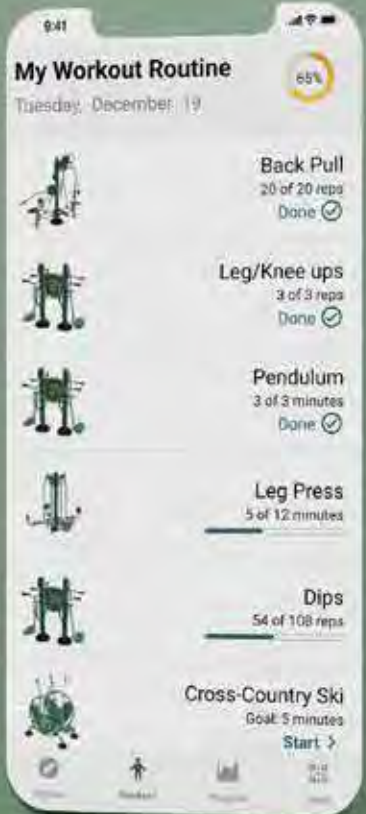 9:41
My Workout Routine
65%
Tuesday, December 19
Back Pull
20 of 20 reps
Done
Leg/Knee ups
3 of 3 reps
Done
Pendulum
3 of 3 minutes
Done
Leg Press
5 of 12 minutes
Dips
54 of 108 reps
Cross-Country Ski
Goal: 5 minutes
Start >